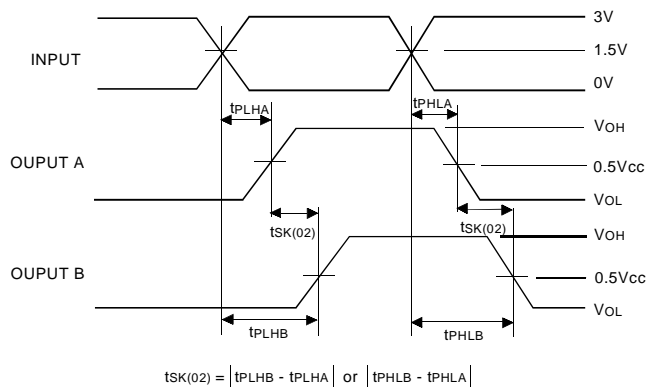 3V
INPUT
1.5V
0V
tPLHA
tPHLA
VOH
OUPUT A
0.5Vcc
VOL
tSK(02)
tSK(02)
VOH
OUPUT B
0.5Vcc
VOL
tPLHB
tPHLB
tSK(02) = |tPLHB - tPLHA| or |tPHLB - tPHLA|